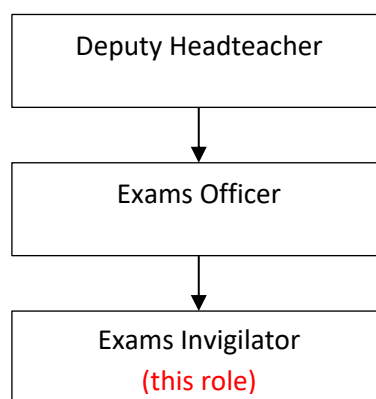 Deputy Headteacher
Exams Officer
Exams Invigilator
(this role)